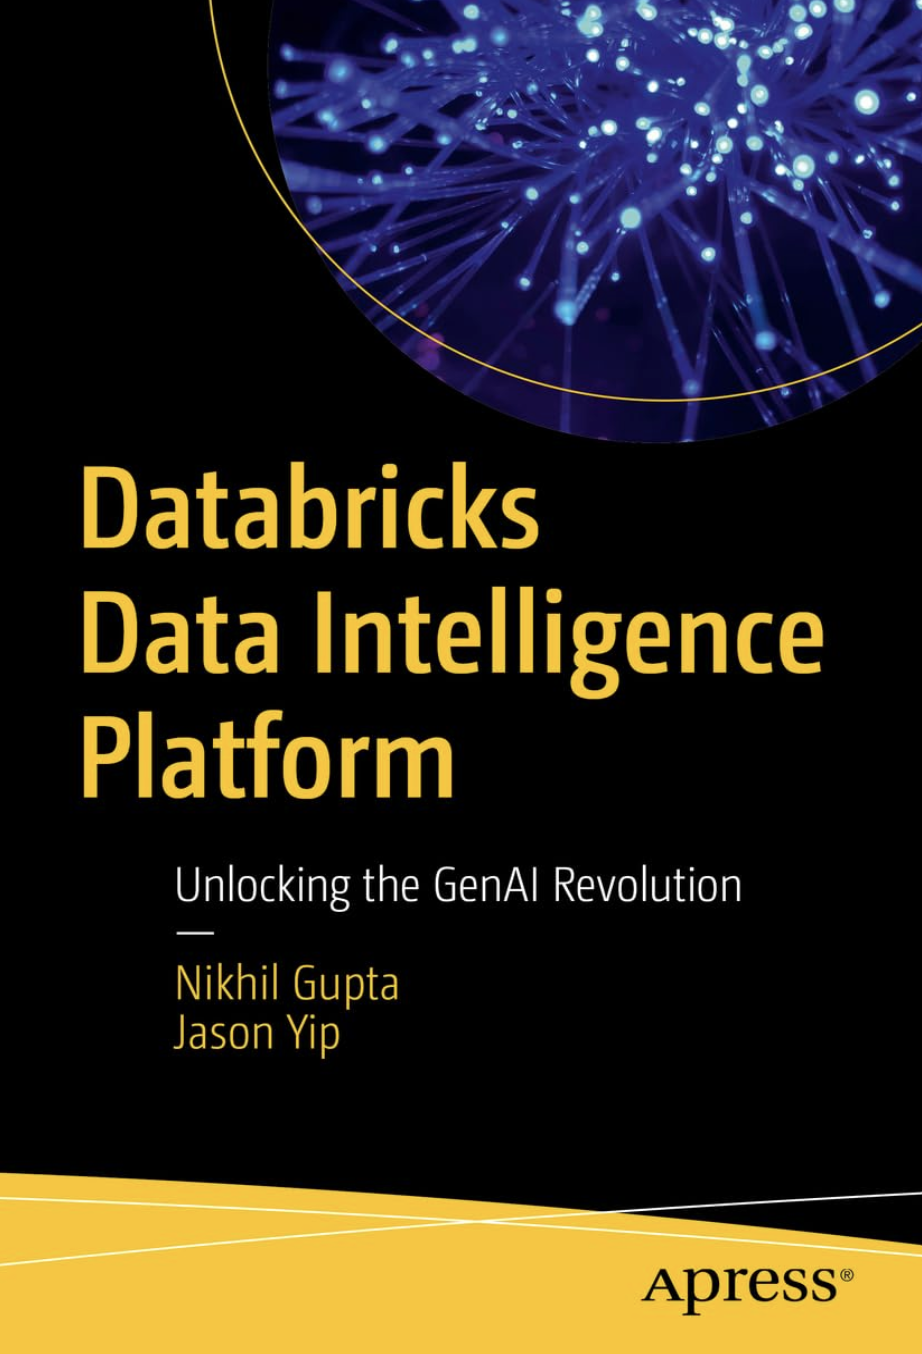 Databricks
Data Intelligence
Platform
Unlocking the GenAI Revolution
Nikhil Gupta
Jason Yip
Apress®